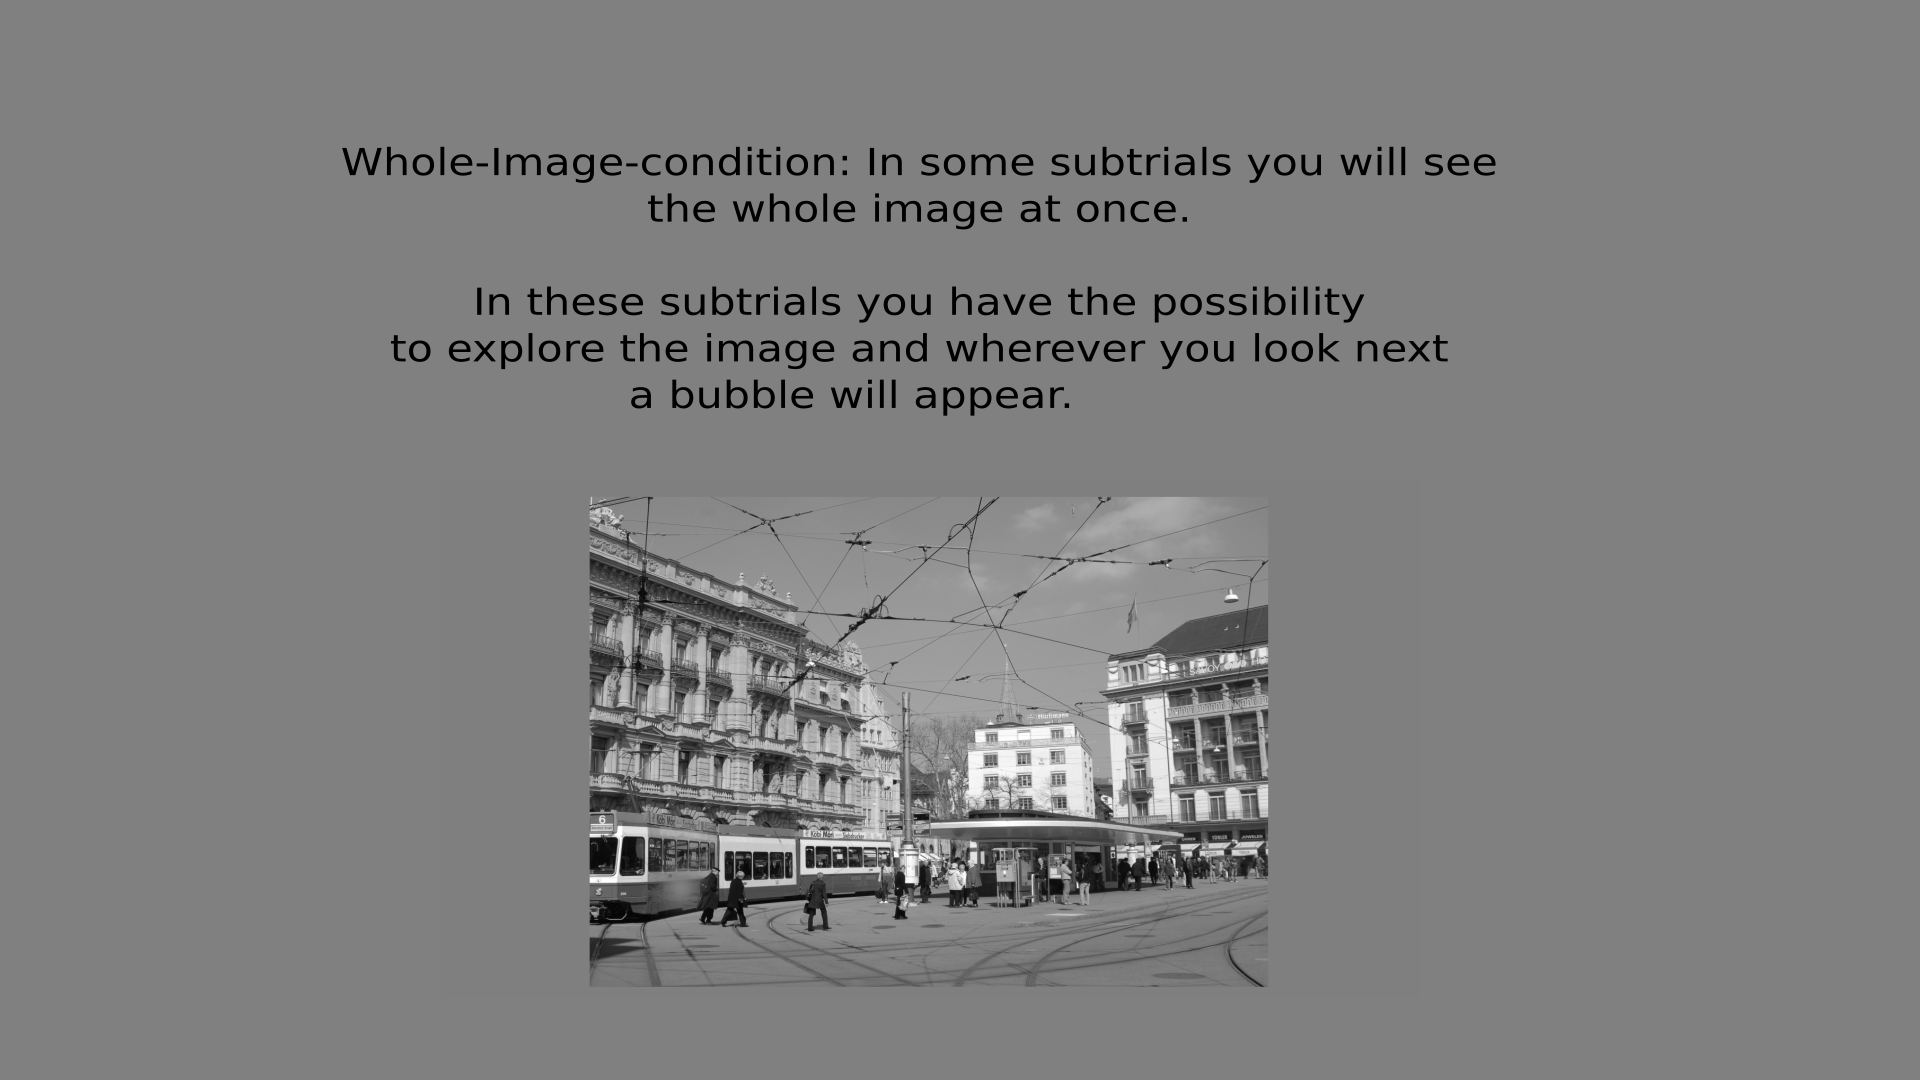 Whole-Image-condition: In some subtrials you will see
the whole image at once.
In these subtrials you have the possibility
to explore the image and wherever you look next
a bubble will appear.
6